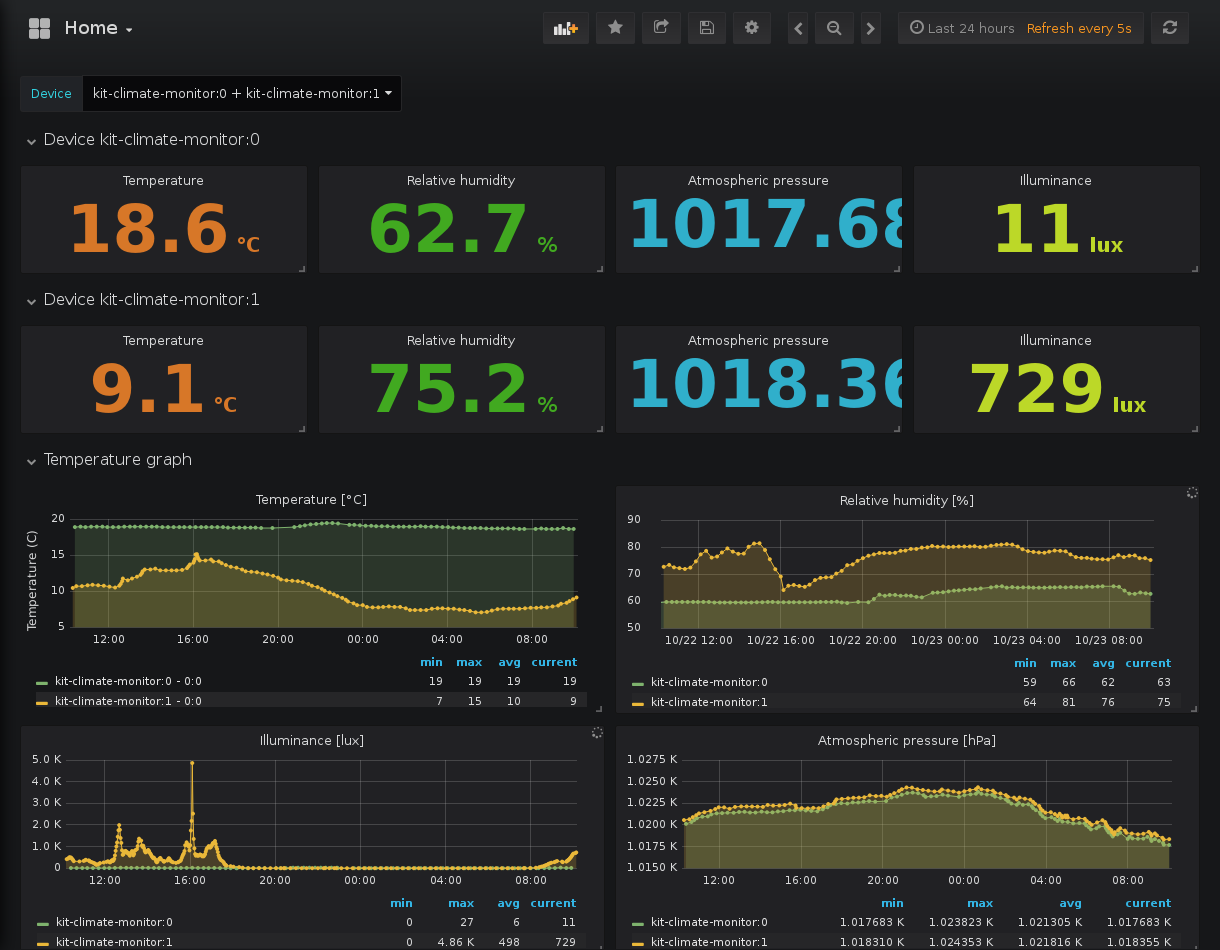 Home
Last 24 hours Refresh every 5s
Device kit-climate-monitor:0 + kit-climate-monitor:1
Device kit-climate-monitor:0
Temperature Relative humidity Atmospheric pressure Illuminance
18.6 °C 62.7 % 1017.68 11 lux
Device kit-climate-monitor:1
Temperature Relative humidity Atmospheric pressure Illuminance
9.1 °C 75.2 % 1018.36 729 lux
Temperature graph
Temperature [°C]
Temperature (C)
20
15
10
5
12:00 16:00 20:00 00:00 04:00 08:00
min max avg current
kit-climate-monitor:0 - 0:0 19 19 19 19
kit-climate-monitor:1 - 0:0 7 15 10 9
Relative humidity [%]
90
80
70
60
50
10/22 12:00 10/22 16:00 10/22 20:00 10/23 00:00 10/23 04:00 10/23 08:00
min max avg current
kit-climate-monitor:0 59 66 62 63
kit-climate-monitor:1 64 81 76 75
Illuminance [lux]
5.0 K
4.0 K
3.0 K
2.0 K
1.0 K
0
12:00 16:00 20:00 00:00 04:00 08:00
min max avg current
kit-climate-monitor:0 0 27 6 11
kit-climate-monitor:1 0 4.86 K 498 729
Atmospheric pressure [hPa]
1.0275 K
1.0250 K
1.0225 K
1.0200 K
1.0175 K
1.0150 K
12:00 16:00 20:00 00:00 04:00 08:00
min max avg current
kit-climate-monitor:0 1.017683 K 1.023823 K 1.021305 K 1.017683 K
kit-climate-monitor:1 1.018310 K 1.024353 K 1.021816 K 1.018355 K